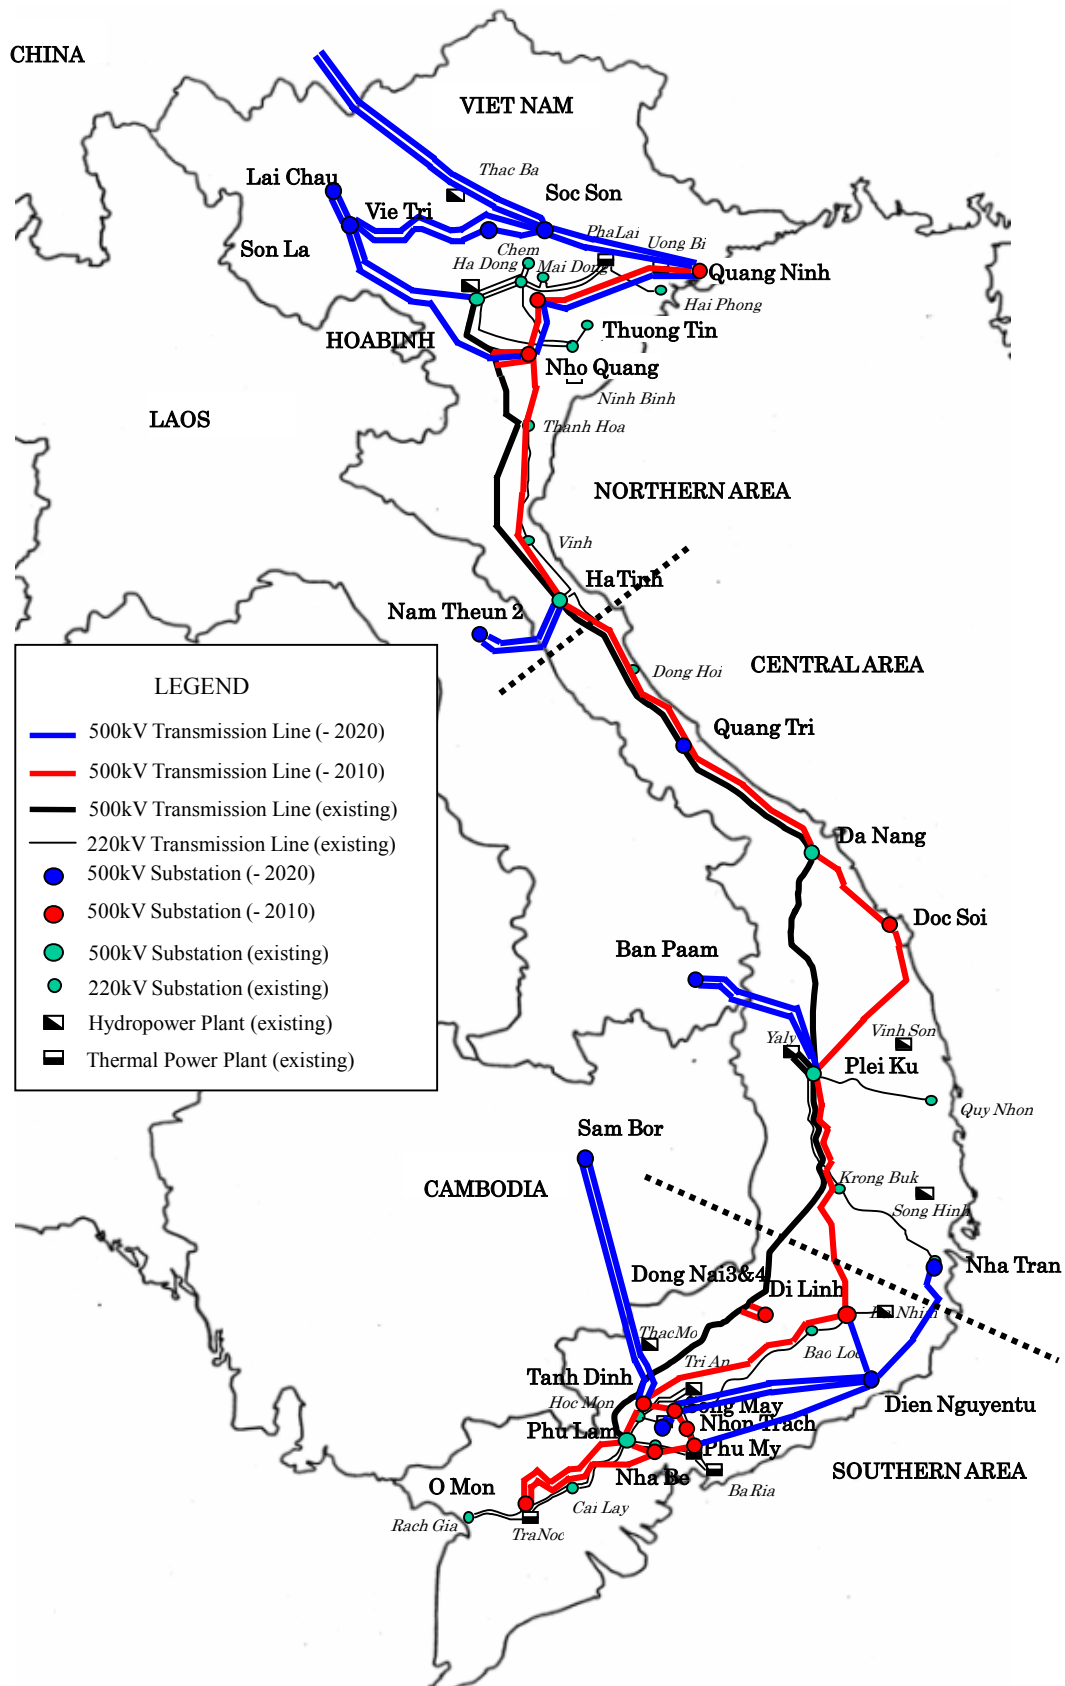 CHINA
VIET NAM
Thac Ba
Lai Chau
Soc Son
Vie Tri
PhaLai
Uong Bi
Son La
Chem
Ha Dong
Mai Dong
Quang Ninh
Hai Phong
HOABINH
Thuong Tin
Nho Quang
Ninh Binh
LAOS
Thanh Hoa
NORTHERN AREA
Vinh
HaTinh
Nam Theun 2
CENTRAL AREA
Dong Hoi
LEGEND
500kV Transmission Line (- 2020)
500kV Transmission Line (- 2010)
500kV Transmission Line (existing)
220kV Transmission Line (existing)
500kV Substation (- 2020)
500kV Substation (- 2010)
500kV Substation (existing)
220kV Substation (existing)
Hydropower Plant (existing)
Thermal Power Plant (existing)
Quang Tri
Da Nang
Doc Soi
Ban Paam
Yaly
Vinh Son
Plei Ku
Quy Nhon
Sam Bor
CAMBODIA
Krong Buk
Song Hinh
Nha Tran
Dong Nai3&4
Di Linh
Nhim
ThacMo
Bao Loc
Tri An
Tanh Dinh
Hoc Mon
May
Dien Nguyentu
Phu Lam
Nhon Trach
Phu My
Nha Be
SOUTHERN AREA
O Mon
BaRia
Cai Lay
Rach Gia
TraNoc